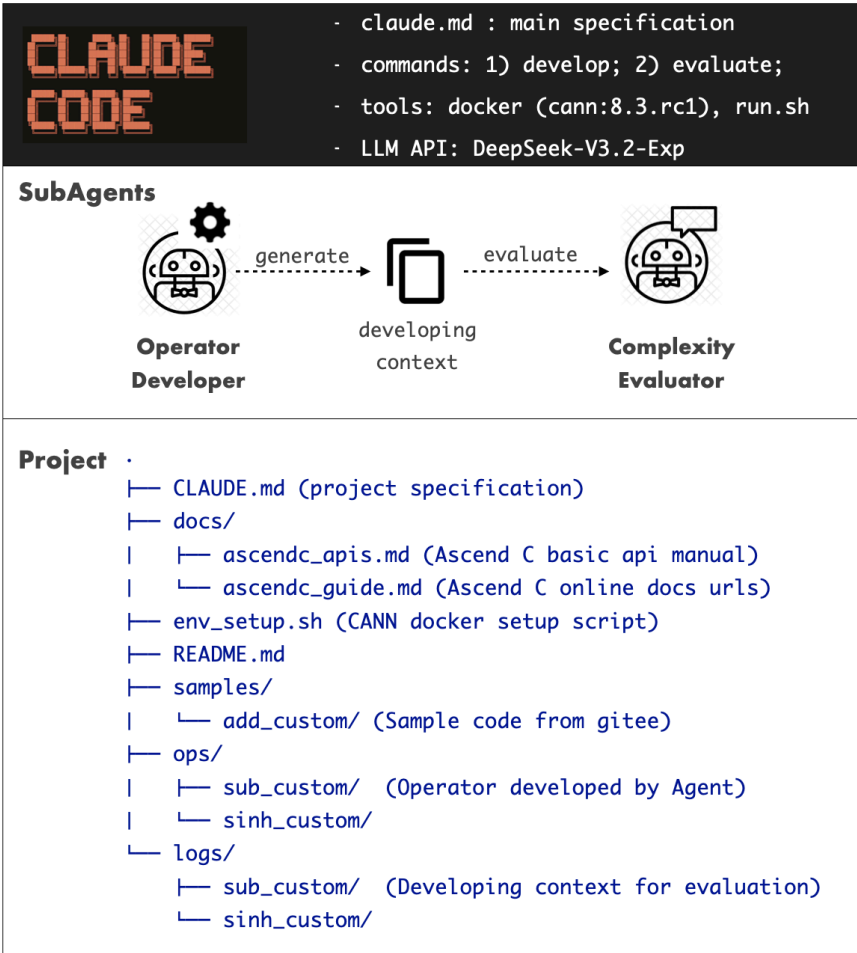 CLAUDE
CODE
- claude.md : main specification
- commands: 1) develop; 2) evaluate;
- tools: docker (cann:8.3.rc1), run.sh
- LLM API: DeepSeek-V3.2-Exp
SubAgents
generate
evaluate
developing
context
Operator
Developer
Complexity
Evaluator
Project .
├── CLAUDE.md (project specification)
├── docs/
|   ├── ascendc_apis.md (Ascend C basic api manual)
|   └── ascendc_guide.md (Ascend C online docs urls)
├── env_setup.sh (CANN docker setup script)
├── README.md
├── samples/
|   └── add_custom/ (Sample code from gitee)
├── ops/
|   ├── sub_custom/  (Operator developed by Agent)
|   └── sinh_custom/
└── logs/
    ├── sub_custom/  (Developing context for evaluation)
    └── sinh_custom/